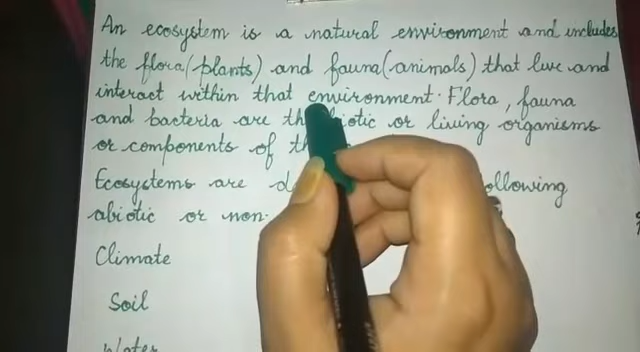 An ecosystem is a natural environment and includes
the flora(plants) and fauna(animals) that live and
interact within that environment. Flora, fauna
and bacteria are the biotic or living organisms
or components of
Ecosystems are following
abiotic or non-
Climate
Soil
Water